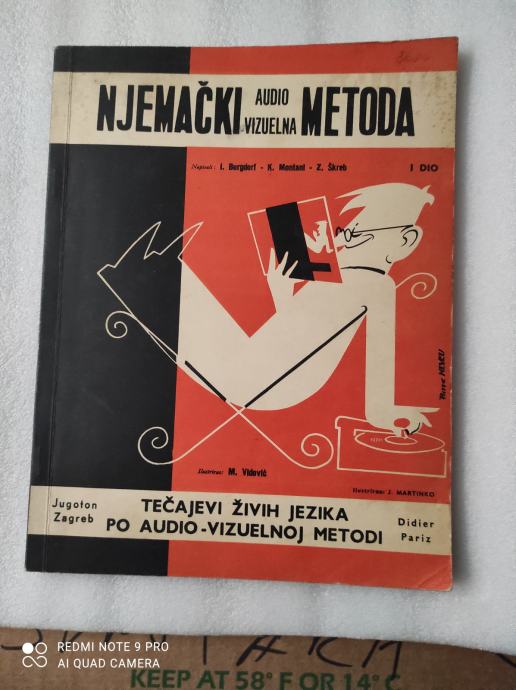 NJEMAČKI AUDIO VIZUELNA METODA
Napisali: I. Burgdorf - K. Montani - Z. Škreb
I DIO
Ilustrirao: M. Vidović
Ilustrirao: J. MARTINKO
Jugoton
Zagreb
TEČAJEVI ŽIVIH JEZIKA
PO AUDIO-VIZUELNOJ METODI
Didier
Pariz
REDMI NOTE 9 PRO
AI QUAD CAMERA
KEEP AT 58° F OR 14° C